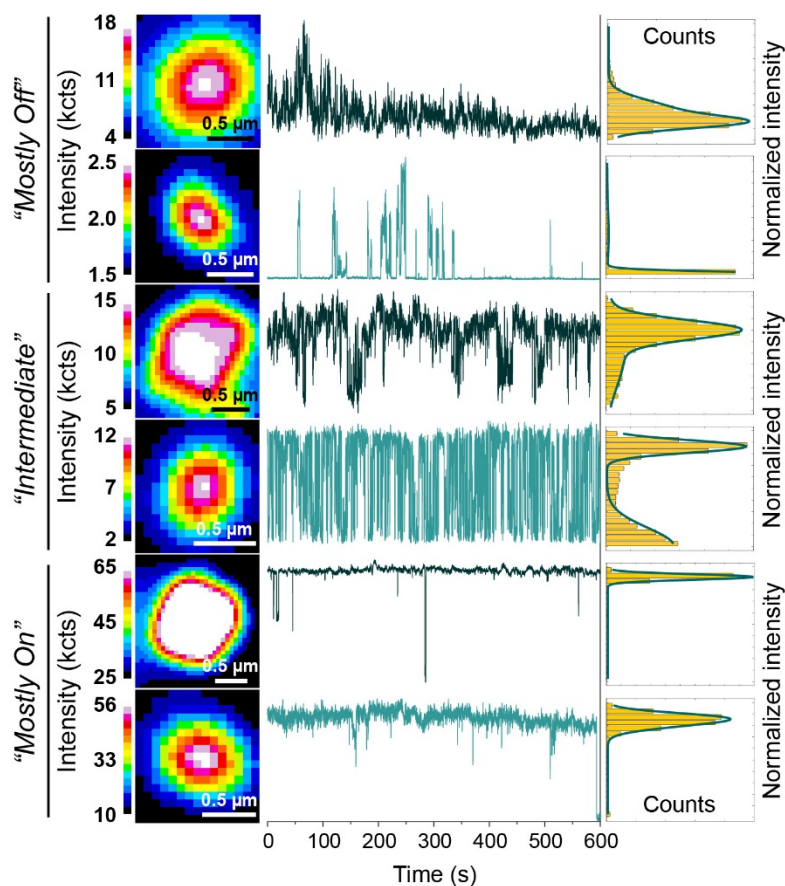 “Mostly Off”
Intensity (kcts)
18
11
4
0.5 µm
Counts
Normalized intensity
2.5
2.0
1.5
0.5 µm
“Intermediate”
Intensity (kcts)
15
10
5
0.5 µm
Normalized intensity
12
7
2
“Mostly On”
Intensity (kcts)
65
45
25
0.5 µm
Normalized intensity
56
33
10
0.5 µm
Counts
0 100 200 300 400 500 600
Time (s)